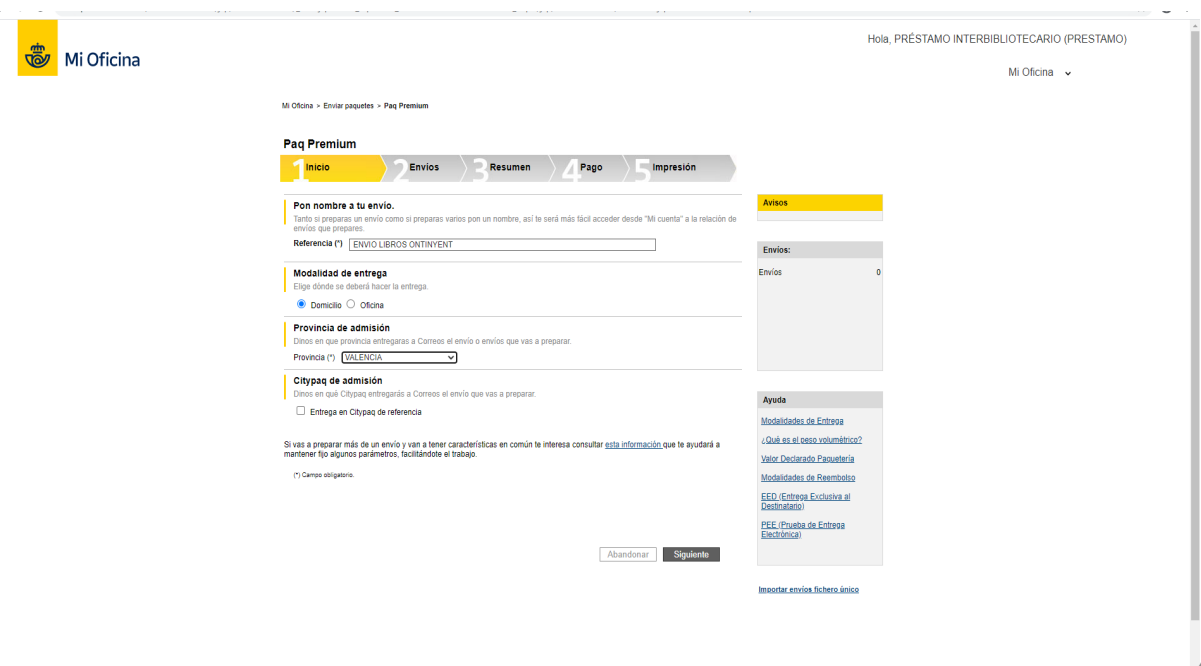 Hola, PRÉSTAMO INTERBIBLIOTECARIO (PRESTAMO)
Mi Oficina
Mi Oficina
Mi Oficina > Enviar paquetes > Paq Premium
Paq Premium
1 Inicio
2 Envíos
3 Resumen
4 Pago
5 Impresión
Pon nombre a tu envío.
Tanto si preparas un envío como si preparas varios pon un nombre, así te será más fácil acceder desde "Mi cuenta" a la relación de
envíos que prepares.
Referencia (*) ENVIO LIBROS ONTINYENT
Modalidad de entrega
Elige dónde se deberá hacer la entrega.
Domicilio Oficina
Provincia de admisión
Dinos en que provincia entregaras a Correos el envío o envíos que vas a preparar.
Provincia (*) VALENCIA
Citypaq de admisión
Dinos en qué Citypaq entregarás a Correos el envío que vas a preparar.
Entrega en Citypaq de referencia
Si vas a preparar más de un envío y van a tener características en común te interesa consultar esta información que te ayudará a
mantener fijo algunos parámetros, facilitándote el trabajo.
(*) Campo obligatorio.
Abandonar Siguiente
Avisos
Envíos:
Envíos 0
Ayuda
Modalidades de Entrega
¿Qué es el peso volumétrico?
Valor Declarado Paquetería
Modalidades de Reembolso
EED (Entrega Exclusiva al
Destinatario)
PEE (Prueba de Entrega
Electrónica)
Importar envíos fichero único